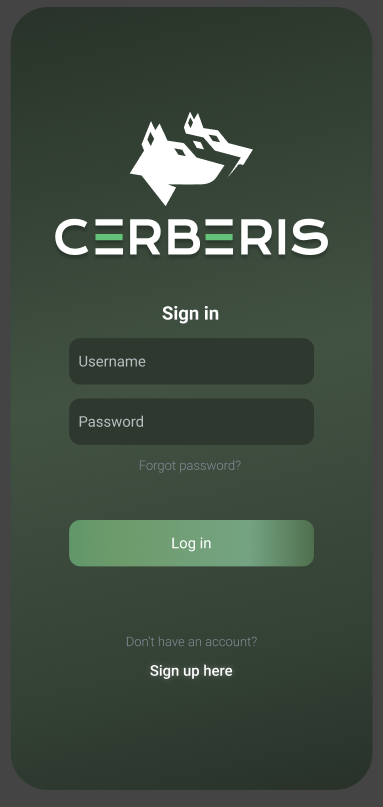 CERBERIS
Sign in
Username
Password
Forgot password?
Log in
Don't have an account?
Sign up here